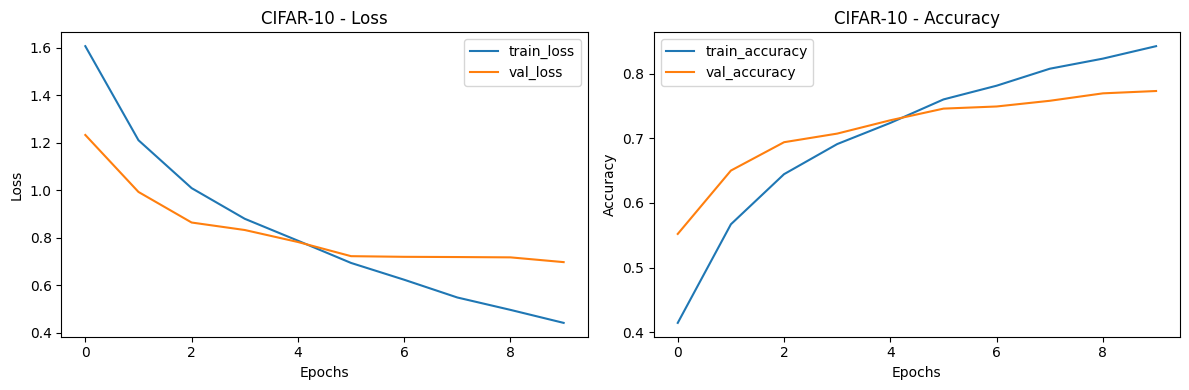 CIFAR-10 - Loss
train_loss
val_loss
1.6
1.4
1.2
1.0
0.8
0.6
0.4
Loss
0 2 4 6 8
Epochs
CIFAR-10 - Accuracy
train_accuracy
val_accuracy
0.8
0.7
0.6
0.5
0.4
Accuracy
0 2 4 6 8
Epochs